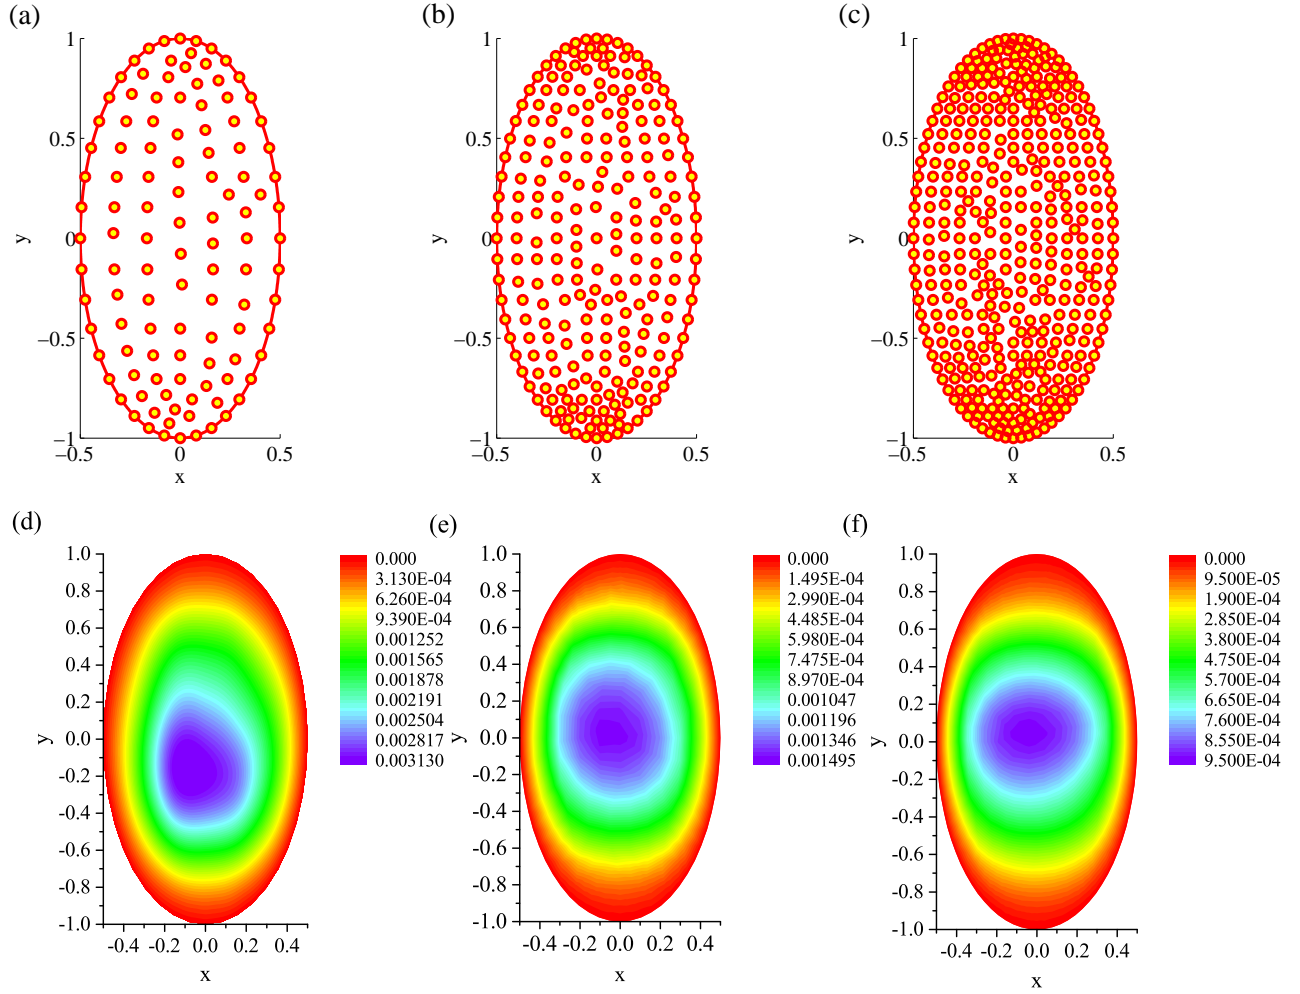 (a)
1
0.5
y
0
−0.5
−1
−0.5 0 0.5
x
(b)
1
0.5
y
0
−0.5
−1
−0.5 0 0.5
x
(c)
1
0.5
y
0
−0.5
−1
−0.5 0 0.5
x
(d)
1.0
0.8
0.6
0.4
0.2
0.0
-0.2
-0.4
-0.6
-0.8
-1.0
y
-0.4 -0.2 0.0 0.2 0.4
x
0.000
3.130E-04
6.260E-04
9.390E-04
0.001252
0.001565
0.001878
0.002191
0.002504
0.002817
0.003130
(e)
1.0
0.8
0.6
0.4
0.2
0.0
-0.2
-0.4
-0.6
-0.8
-1.0
y
-0.4 -0.2 0.0 0.2 0.4
x
0.000
1.495E-04
2.990E-04
4.485E-04
5.980E-04
7.475E-04
8.970E-04
0.001047
0.001196
0.001346
0.001495
(f)
1.0
0.8
0.6
0.4
0.2
0.0
-0.2
-0.4
-0.6
-0.8
-1.0
y
-0.4 -0.2 0.0 0.2 0.4
x
0.000
9.500E-05
1.900E-04
2.850E-04
3.800E-04
4.750E-04
5.700E-04
6.650E-04
7.600E-04
8.550E-04
9.500E-04